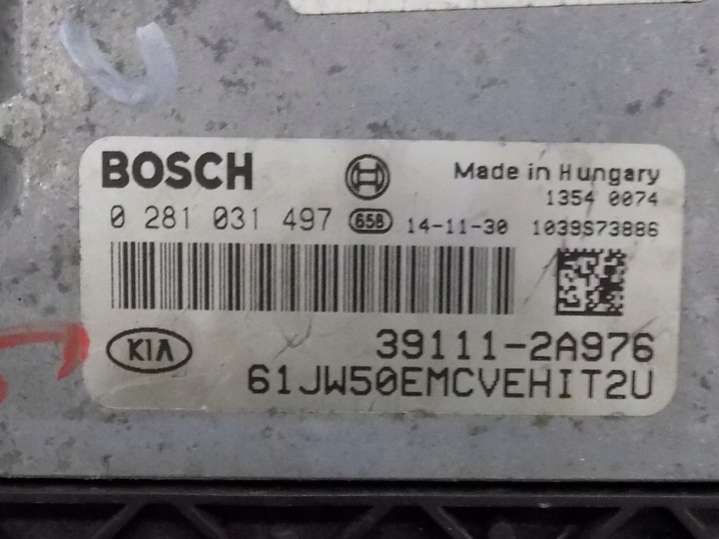 BOSCH
Made in Hungary
1354 0074
0 281 031 497 658 14-11-30 1039S73886
KIA
39111-2A976
61JW50EMCVEHIT2U